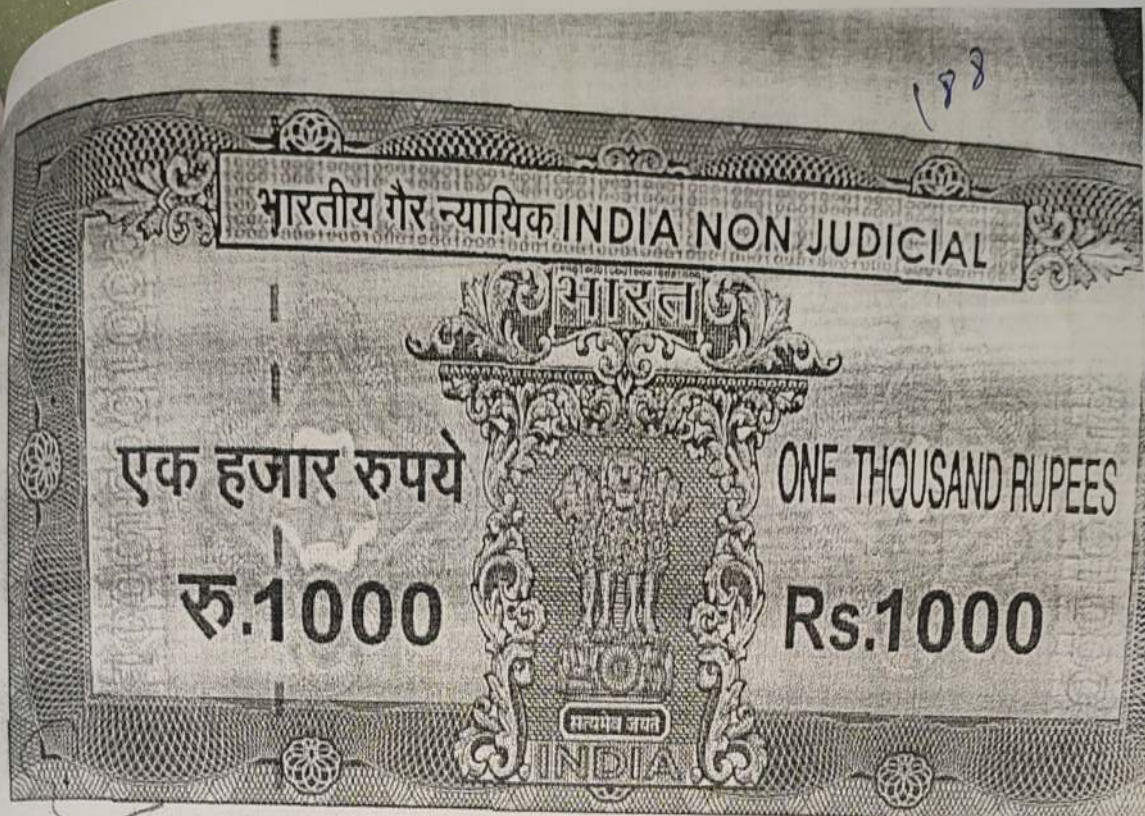 188
भारतीय गैर न्यायिक INDIA NON JUDICIAL
भारत
एक हजार रुपये
ONE THOUSAND RUPEES
रु.1000
Rs.1000
सत्यमेव जयते
INDIA